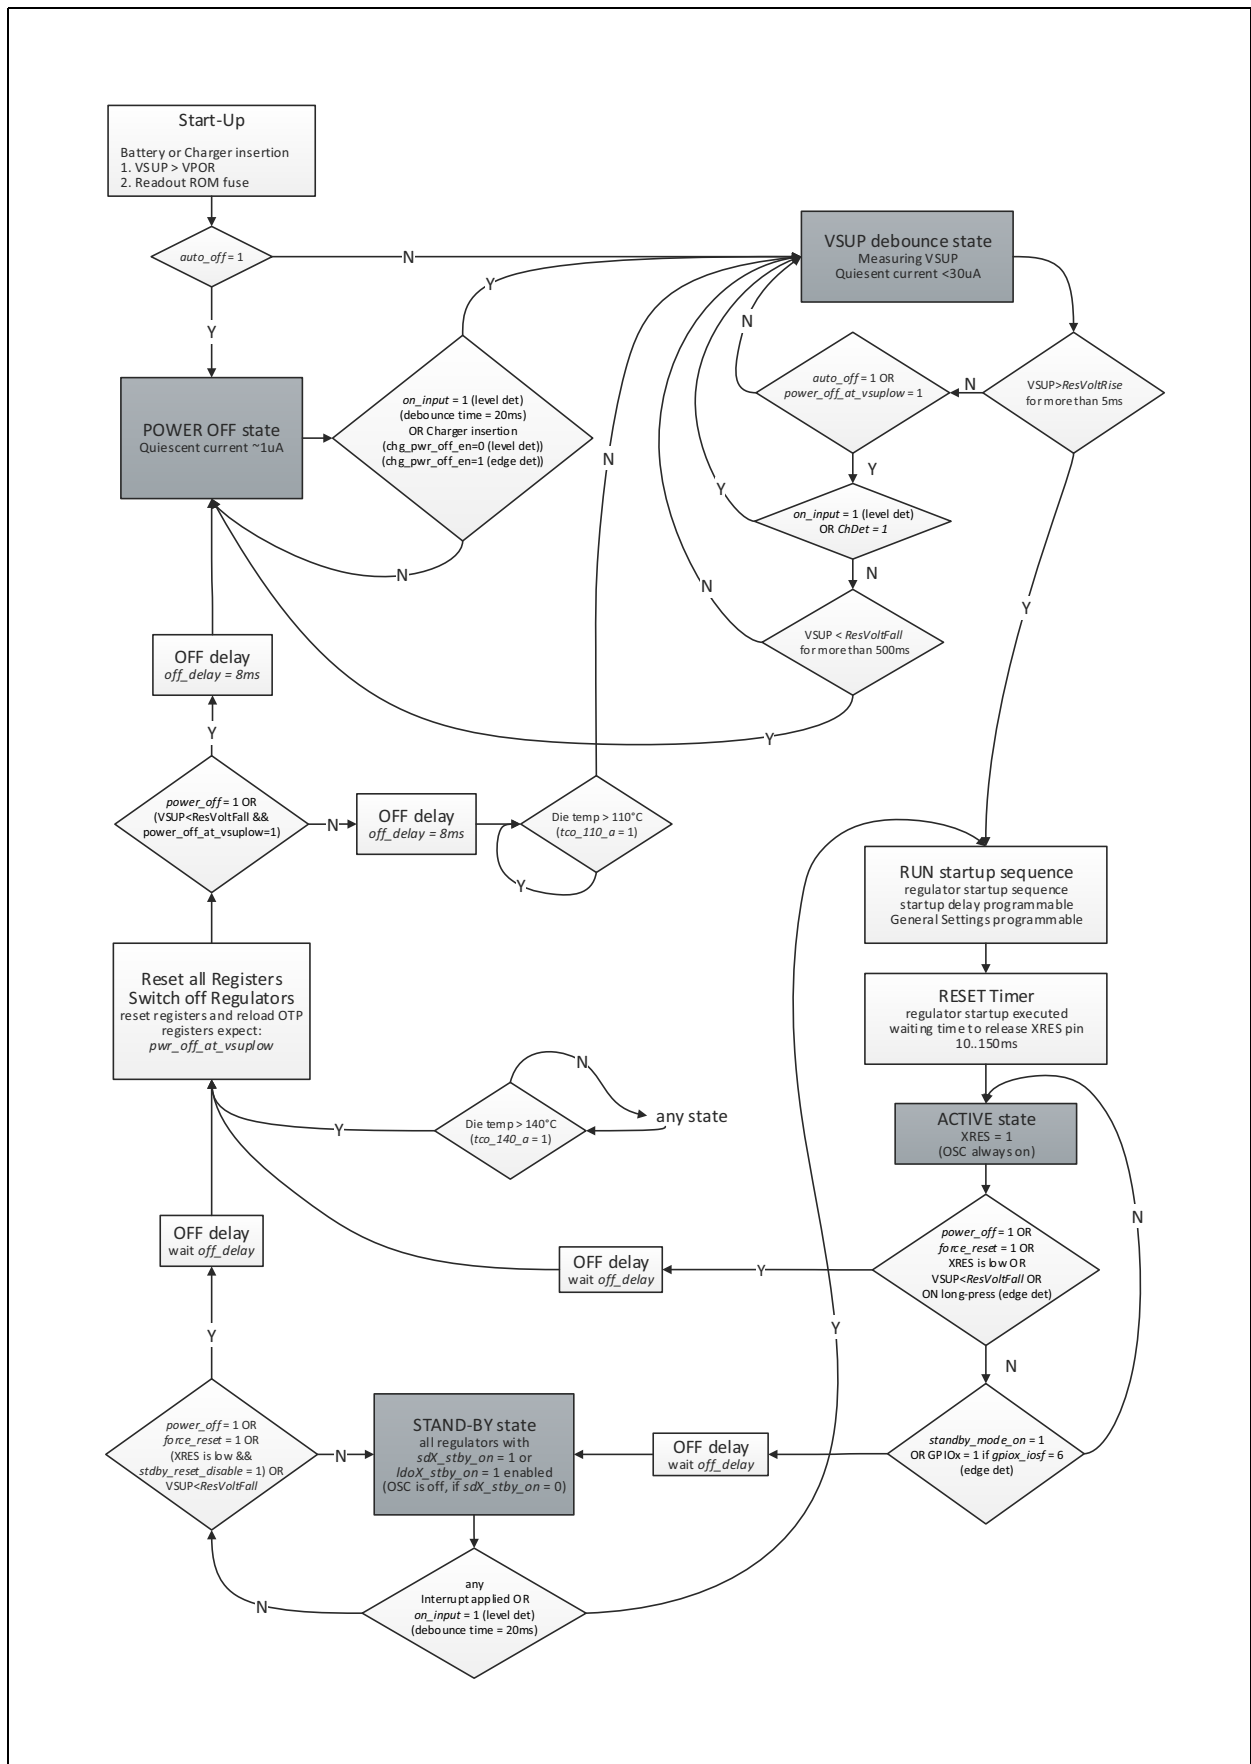 Start-Up
Battery or Charger insertion
1. VSUP > VPOR
2. Readout ROM fuse
auto_off = 1
N
Y
VSUP debounce state
Measuring VSUP
Quiesent current <30uA
Y
N
auto_off = 1 OR
power_off_at_vsuplow = 1
N
VSUP>ResVoltRise
for more than 5ms
POWER OFF state
Quiescent current ~1uA
on_input = 1 (level det)
(debounce time = 20ms)
OR Charger insertion
(chg_pwr_off_en=0 (level det))
(chg_pwr_off_en=1 (edge det))
N
Y
Y
on_input = 1 (level det)
OR ChDet = 1
N
N
N
Y
VSUP < ResVoltFall
for more than 500ms
OFF delay
off_delay = 8ms
Y
Y
power_off = 1 OR
(VSUP<ResVoltFall &&
power_off_at_vsuplow=1)
N
OFF delay
off_delay = 8ms
Die temp > 110°C
(tco_110_a = 1)
Y
RUN startup sequence
regulator startup sequence
startup delay programmable
General Settings programmable
Reset all Registers
Switch off Regulators
reset registers and reload OTP
registers expect:
pwr_off_at_vsuplow
RESET Timer
regulator startup executed
waiting time to release XRES pin
10..150ms
N
any state
Y
Die temp > 140°C
(tco_140_a = 1)
ACTIVE state
XRES = 1
(OSC always on)
N
OFF delay
wait off_delay
OFF delay
wait off_delay
Y
power_off = 1 OR
force_reset = 1 OR
XRES is low OR
VSUP<ResVoltFall OR
ON long-press (edge det)
Y
Y
N
power_off = 1 OR
force_reset = 1 OR
(XRES is low &&
stdby_reset_disable = 1) OR
VSUP<ResVoltFall
N
STAND-BY state
all regulators with
sdX_stby_on = 1 or
ldoX_stby_on = 1 enabled
(OSC is off, if sdX_stby_on = 0)
OFF delay
wait off_delay
standby_mode_on = 1
OR GPIOx = 1 if gpiox_iosf = 6
(edge det)
N
any
Interrupt applied OR
on_input = 1 (level det)
(debounce time = 20ms)